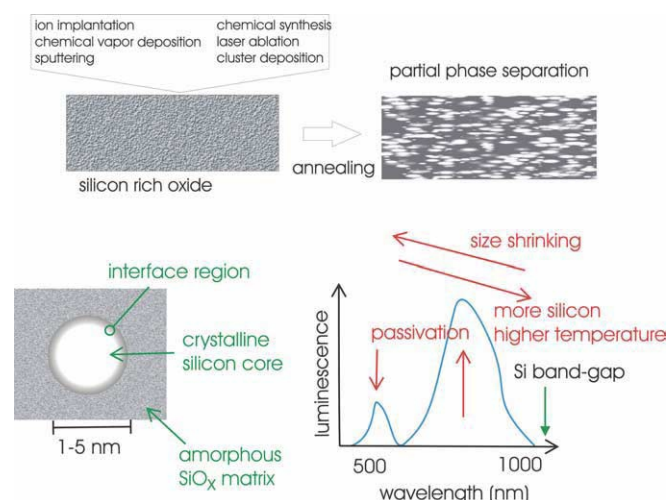 ion implantation
chemical vapor deposition
sputtering
chemical synthesis
laser ablation
cluster deposition
silicon rich oxide
annealing
partial phase separation
interface region
crystalline
silicon core
1-5 nm
amorphous
SiOX matrix
size shrinking
more silicon
higher temperature
passivation
Si band-gap
luminescence
500
1000
wavelength (nm)